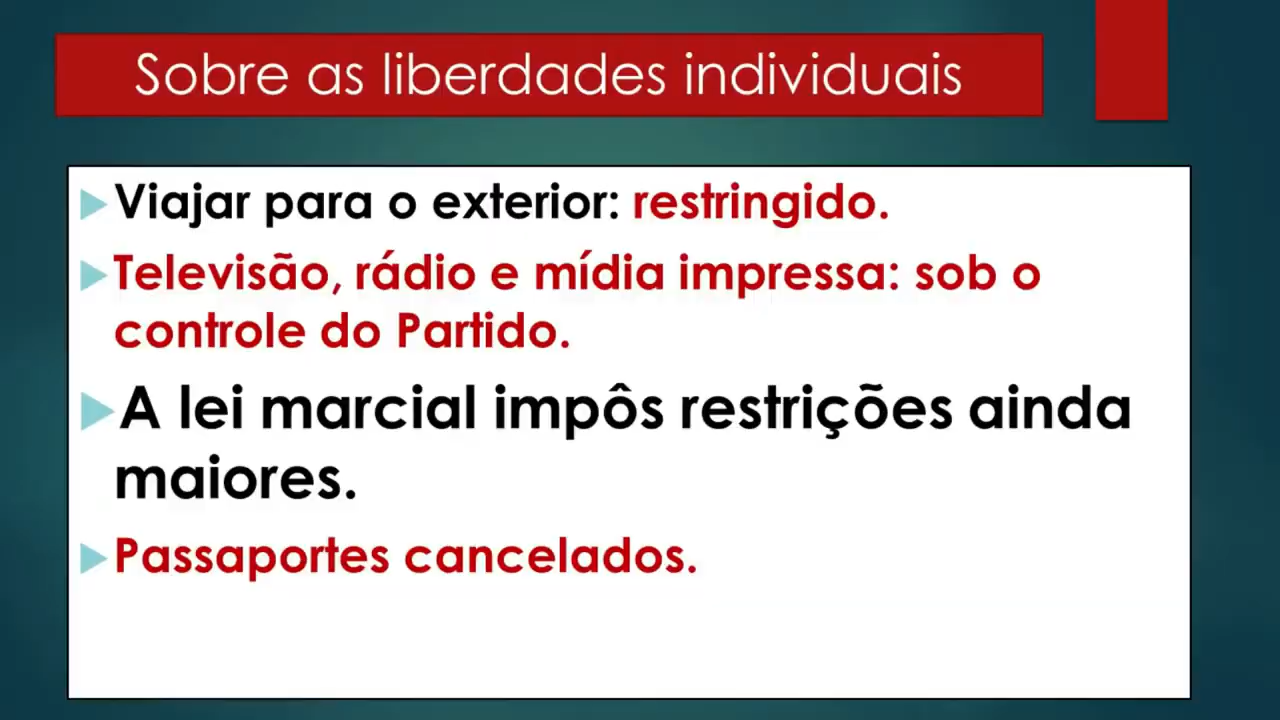 Sobre as liberdades individuais
Viajar para o exterior: restringido.
Televisão, rádio e mídia impressa: sob o
controle do Partido.
A lei marcial impôs restrições ainda
maiores.
Passaportes cancelados.